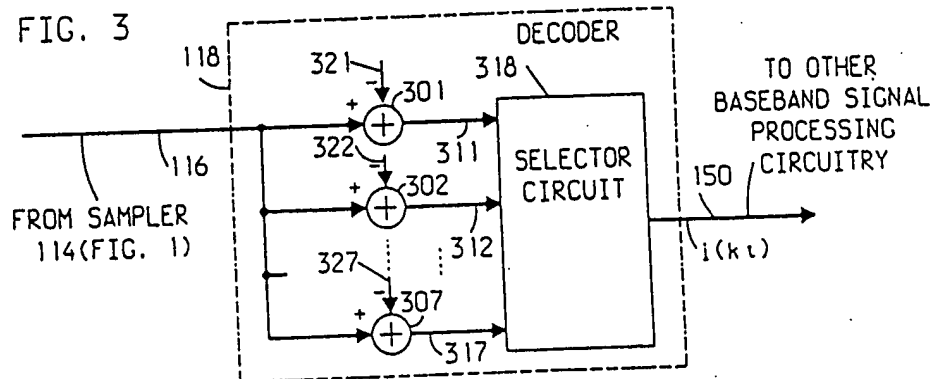 FIG. 3
DECODER
118
321
-
+
301
318
TO OTHER
BASEBAND SIGNAL
PROCESSING
CIRCUITRY
311
116
322
-
+
302
SELECTOR
CIRCUIT
150
FROM SAMPLER
114(FIG. 1)
312
i(kt)
327
-
+
307
317